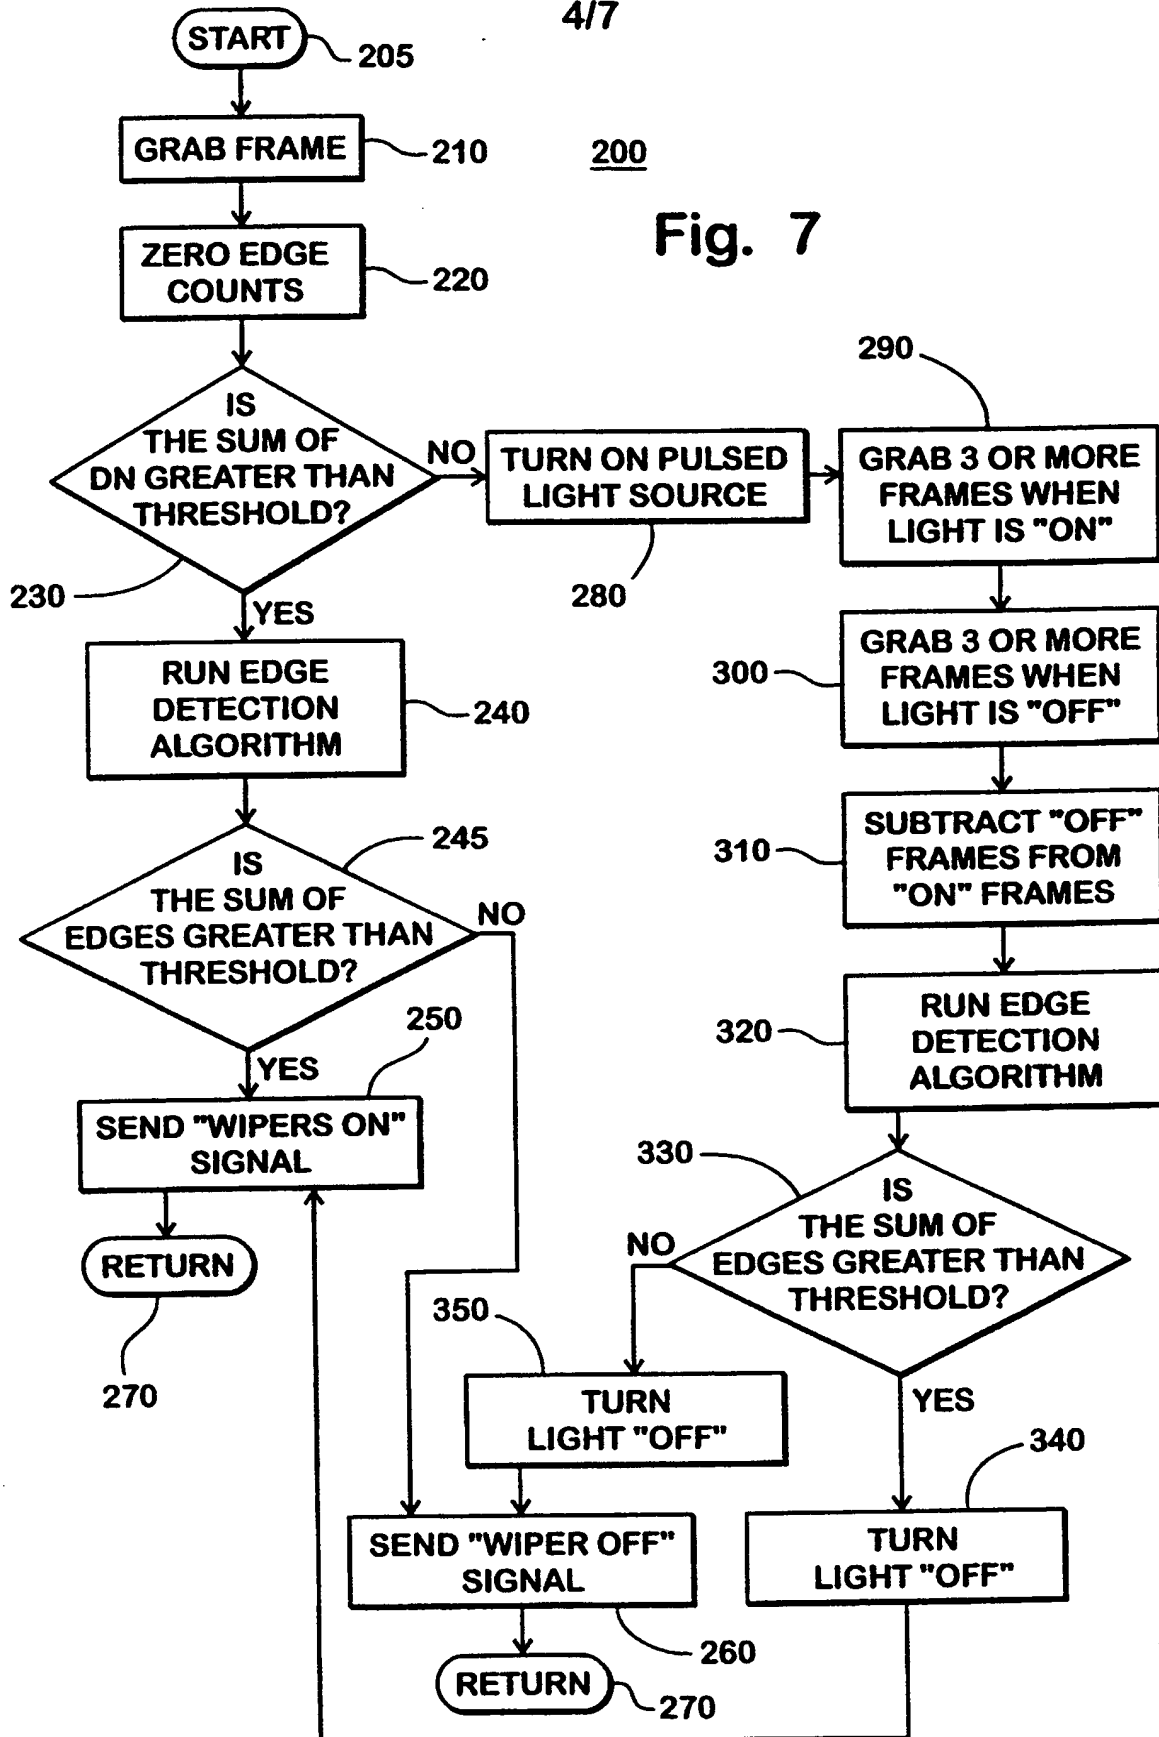 4/7
START
205
GRAB FRAME
210
200
Fig. 7
ZERO EDGE
COUNTS
220
IS
THE SUM OF
DN GREATER THAN
THRESHOLD?
230
NO
YES
TURN ON PULSED
LIGHT SOURCE
280
290
GRAB 3 OR MORE
FRAMES WHEN
LIGHT IS "ON"
GRAB 3 OR MORE
FRAMES WHEN
LIGHT IS "OFF"
300
RUN EDGE
DETECTION
ALGORITHM
240
SUBTRACT "OFF"
FRAMES FROM
"ON" FRAMES
310
IS
THE SUM OF
EDGES GREATER THAN
THRESHOLD?
245
NO
YES
RUN EDGE
DETECTION
ALGORITHM
320
250
SEND "WIPERS ON"
SIGNAL
RETURN
270
330
IS
THE SUM OF
EDGES GREATER THAN
THRESHOLD?
NO
YES
350
TURN
LIGHT "OFF"
340
TURN
LIGHT "OFF"
SEND "WIPER OFF"
SIGNAL
260
RETURN
270